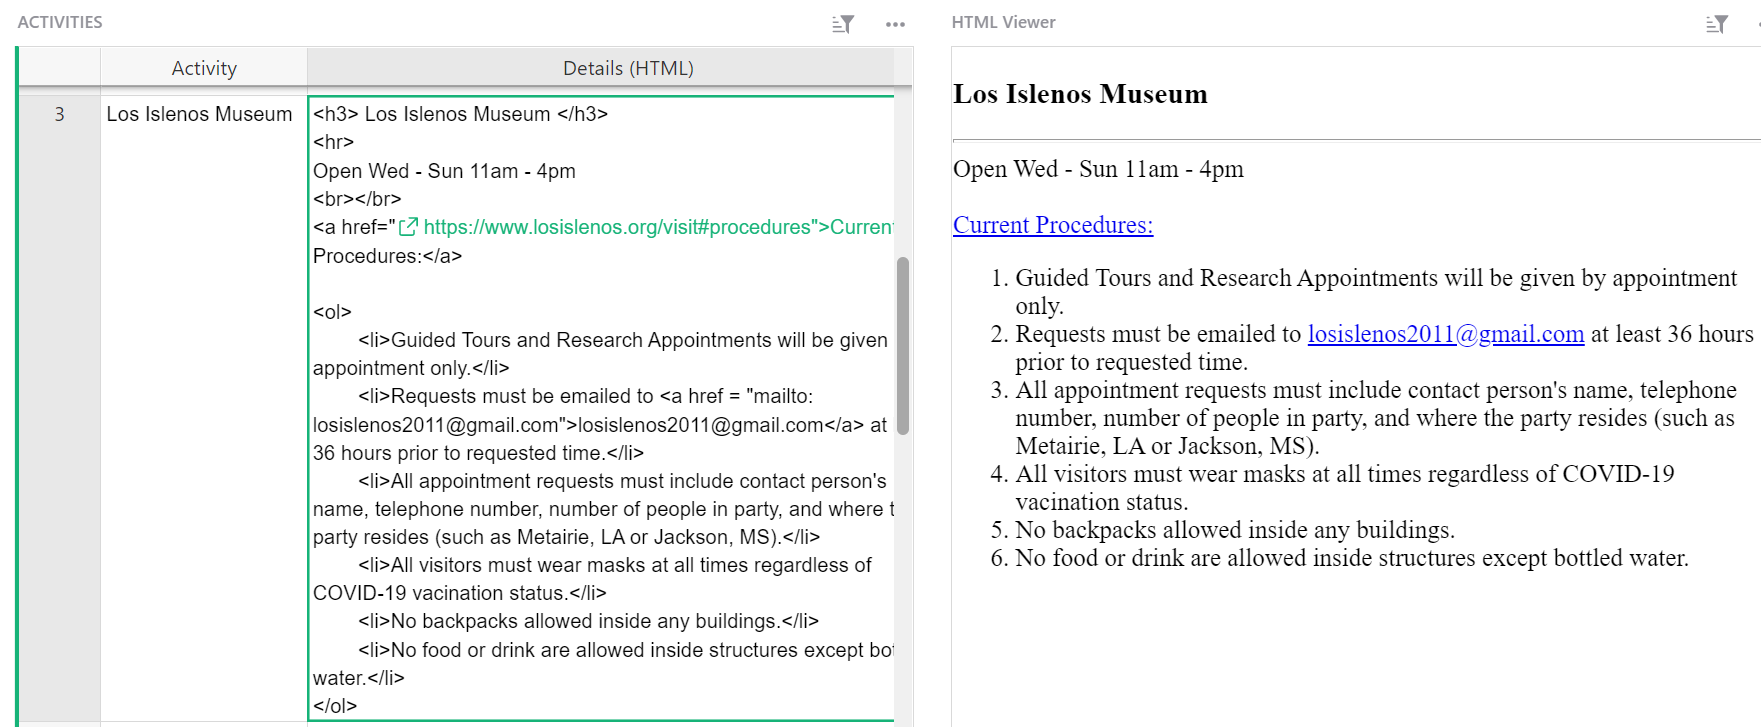 ACTIVITIES
Activity
Details (HTML)
3
Los Islenos Museum
<h3> Los Islenos Museum </h3>
<hr>
Open Wed - Sun 11am - 4pm
<br></br>
<a href="https://www.losislenos.org/visit#procedures">Current
Procedures:</a>
<ol>
<li>Guided Tours and Research Appointments will be given
appointment only.</li>
<li>Requests must be emailed to <a href = "mailto:
losislenos2011@gmail.com">losislenos2011@gmail.com</a> at
36 hours prior to requested time.</li>
<li>All appointment requests must include contact person's
name, telephone number, number of people in party, and where
party resides (such as Metairie, LA or Jackson, MS).</li>
<li>All visitors must wear masks at all times regardless of
COVID-19 vacination status.</li>
<li>No backpacks allowed inside any buildings.</li>
<li>No food or drink are allowed inside structures except
water.</li>
</ol>
HTML Viewer
Los Islenos Museum
Open Wed - Sun 11am - 4pm
Current Procedures:
1. Guided Tours and Research Appointments will be given by appointment
only.
2. Requests must be emailed to losislenos2011@gmail.com at least 36 hours
prior to requested time.
3. All appointment requests must include contact person's name, telephone
number, number of people in party, and where the party resides (such as
Metairie, LA or Jackson, MS).
4. All visitors must wear masks at all times regardless of COVID-19
vacination status.
5. No backpacks allowed inside any buildings.
6. No food or drink are allowed inside structures except bottled water.